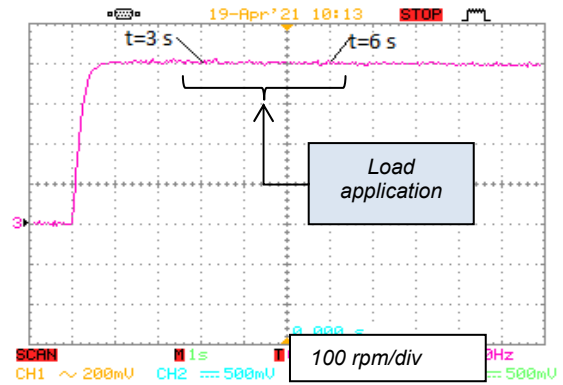 19-Apr'21 10:13 STOP
t=3 s
t=6 s
Load
application
3
0.000 s
SCAN M 1s T Hz
CH1 ~ 200mV CH2 500mV 500mV
100 rpm/div